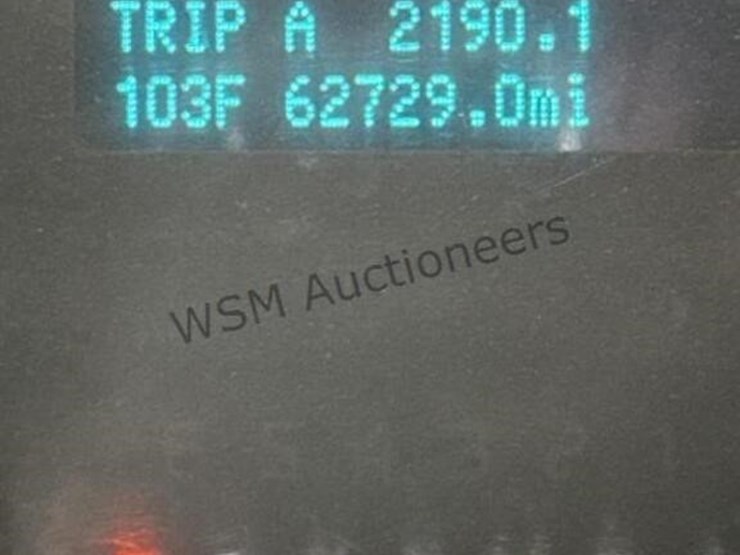 TRIP A 2190.1
103F 62729.0mi
WSM Auctioneers